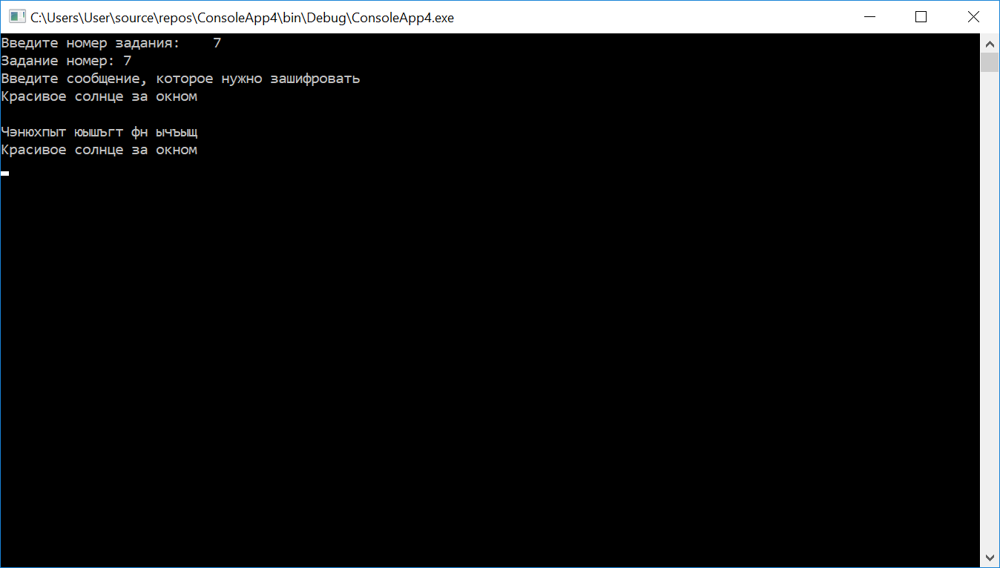 C:\Users\User\source\repos\ConsoleApp4\bin\Debug\ConsoleApp4.exe
Введите номер задания:    7
Задание номер: 7
Введите сообщение, которое нужно зашифровать
Красивое солнце за окном
Чэнюхпыт юышъгт фн ычъыщ
Красивое солнце за окном